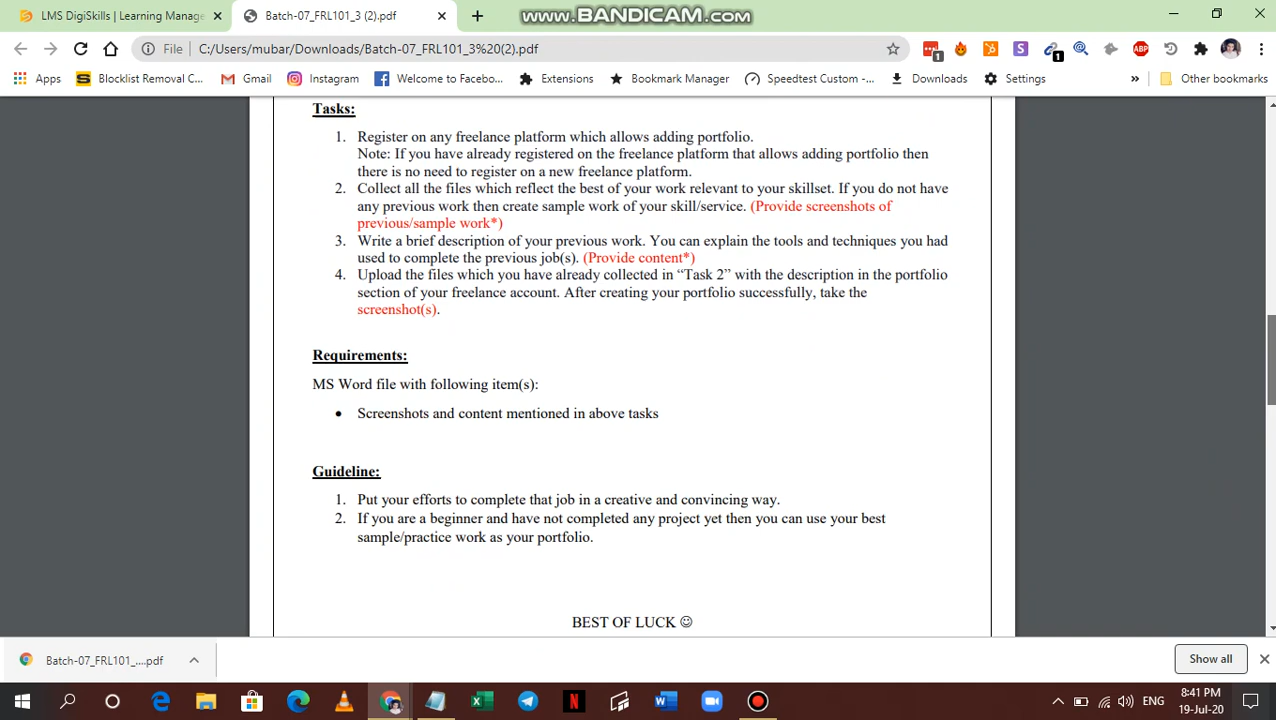 www.BANDICAM.com
LMS DigiSkills | Learning Manage
Batch-07_FRL101_3 (2).pdf
File
C:/Users/mubar/Downloads/Batch-07_FRL101_3%20(2).pdf
1
1
ABP
Apps
Blocklist Removal C...
Gmail
Instagram
Welcome to Facebo...
Extensions
Bookmark Manager
Speedtest Custom -...
Downloads
Settings
»
Other bookmarks
Tasks:
1. Register on any freelance platform which allows adding portfolio.
Note: If you have already registered on the freelance platform that allows adding portfolio then
there is no need to register on a new freelance platform.
2. Collect all the files which reflect the best of your work relevant to your skillset. If you do not have
any previous work then create sample work of your skill/service. (Provide screenshots of
previous/sample work*)
3. Write a brief description of your previous work. You can explain the tools and techniques you had
used to complete the previous job(s). (Provide content*)
4. Upload the files which you have already collected in “Task 2” with the description in the portfolio
section of your freelance account. After creating your portfolio successfully, take the
screenshot(s).
Requirements:
MS Word file with following item(s):
• Screenshots and content mentioned in above tasks
Guideline:
1. Put your efforts to complete that job in a creative and convincing way.
2. If you are a beginner and have not completed any project yet then you can use your best
sample/practice work as your portfolio.
BEST OF LUCK ☺
Batch-07_FRL101_....pdf
Show all
ENG
8:41 PM
19-Jul-20